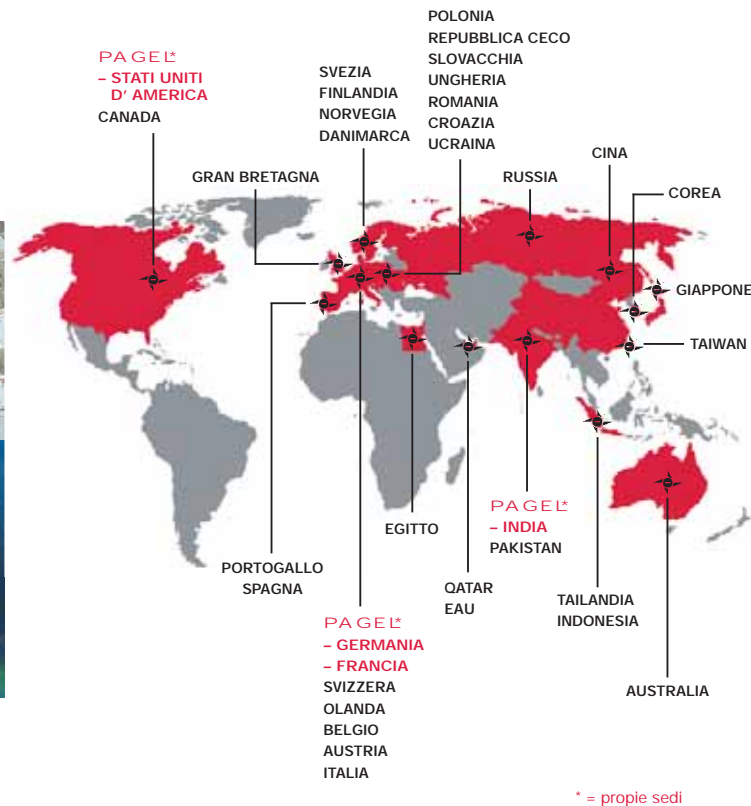 PAGEL*
– STATI UNITI
D' AMERICA
CANADA
SVEZIA
FINLANDIA
NORVEGIA
DANIMARCA
POLONIA
REPUBBLICA CECO
SLOVACCHIA
UNGHERIA
ROMANIA
CROAZIA
UCRAINA
GRAN BRETAGNA
RUSSIA
CINA
COREA
GIAPPONE
TAIWAN
PORTOGALLO
SPAGNA
EGITTO
QATAR
EAU
PAGEL*
– INDIA
PAKISTAN
TAILANDIA
INDONESIA
AUSTRALIA
PAGEL*
– GERMANIA
– FRANCIA
SVIZZERA
OLANDA
BELGIO
AUSTRIA
ITALIA
* = propie sedi